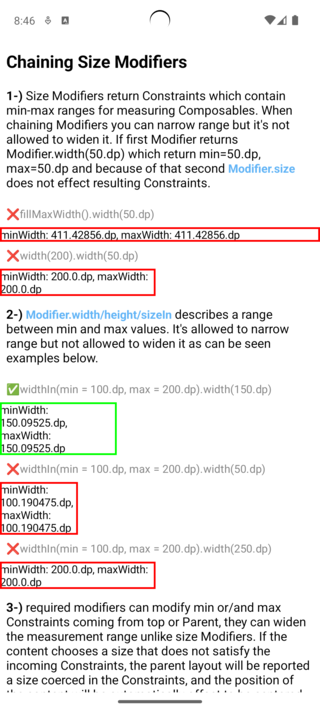 8:46
Chaining Size Modifiers
1-) Size Modifiers return Constraints which contain
min-max ranges for measuring Composables. When
chaining Modifiers you can narrow range but it's not
allowed to widen it. If first Modifier returns
Modifier.width(50.dp) which return min=50.dp,
max=50.dp and because of that second Modifier.size
does not effect resulting Constraints.
❌fillMaxWidth().width(50.dp)
minWidth: 411.42856.dp, maxWidth: 411.42856.dp
❌width(200).width(50.dp)
minWidth: 200.0.dp, maxWidth:
200.0.dp
2-) Modifier.width/height/sizeIn describes a range
between min and max values. It's allowed to narrow
range but not allowed to widen it as can be seen
examples below.
✅widthIn(min = 100.dp, max = 200.dp).width(150.dp)
minWidth:
150.09525.dp,
maxWidth:
150.09525.dp
❌widthIn(min = 100.dp, max = 200.dp).width(50.dp)
minWidth:
100.190475.dp,
maxWidth:
100.190475.dp
❌widthIn(min = 100.dp, max = 200.dp).width(250.dp)
minWidth: 200.0.dp, maxWidth:
200.0.dp
3-) required modifiers can modify min or/and max
Constraints coming from top or Parent, they can widen
the measurement range unlike size Modifiers. If the
content chooses a size that does not satisfy the
incoming Constraints, the parent layout will be reported
a size coerced in the Constraints, and the position of